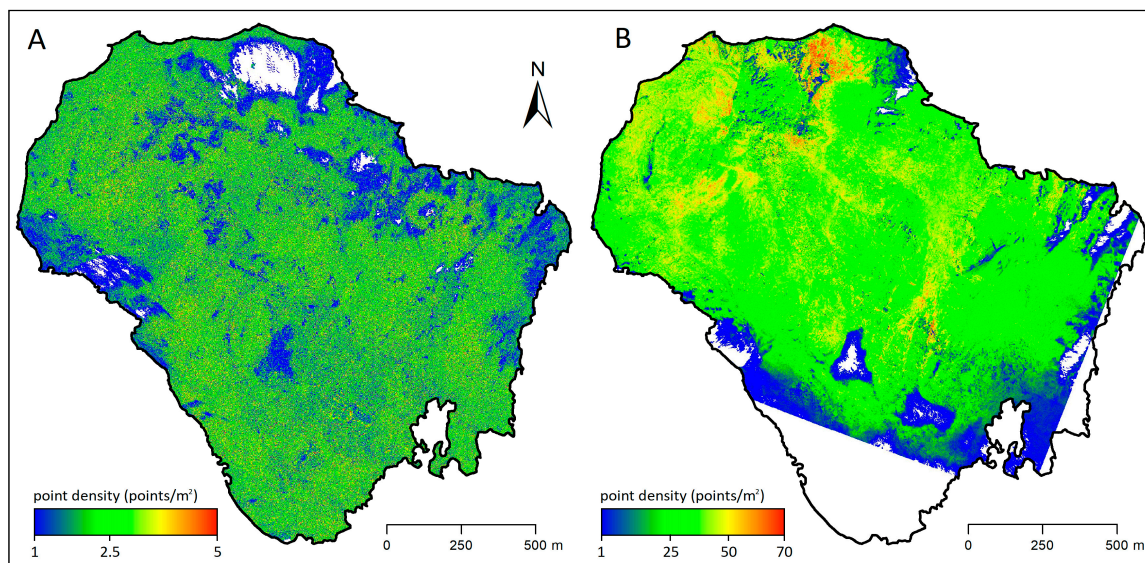 A
B
N
point density (points/m²)
1 2.5 5
0 250 500 m
point density (points/m²)
1 25 50 70
0 250 500 m